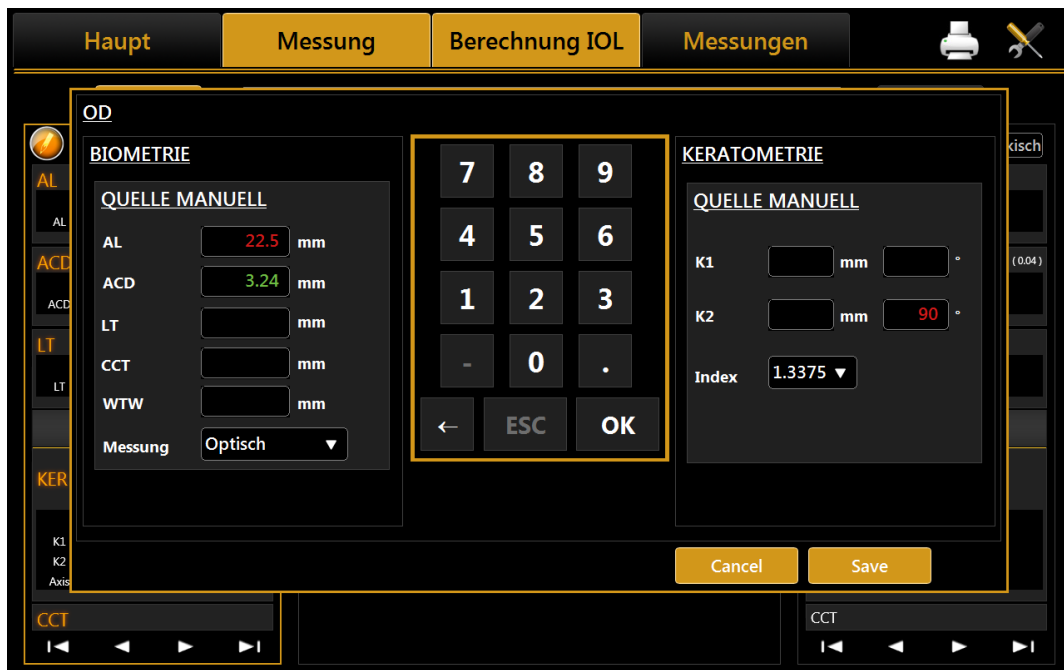 Haupt
Messung
Berechnung IOL
Messungen
OD
BIOMETRIE
QUELLE MANUELL
AL 22.5 mm
ACD 3.24 mm
LT mm
CCT mm
WTW mm
Messung Optisch ▼
7 8 9
4 5 6
1 2 3
- 0 .
← ESC OK
KERATOMETRIE
QUELLE MANUELL
K1 mm °
K2 mm 90 °
Index 1.3375 ▼
Cancel
Save
AL
AL
ACD
ACD
LT
LT
KER
K1
K2
Axis
CCT
kisch
( 0.04 )
CCT